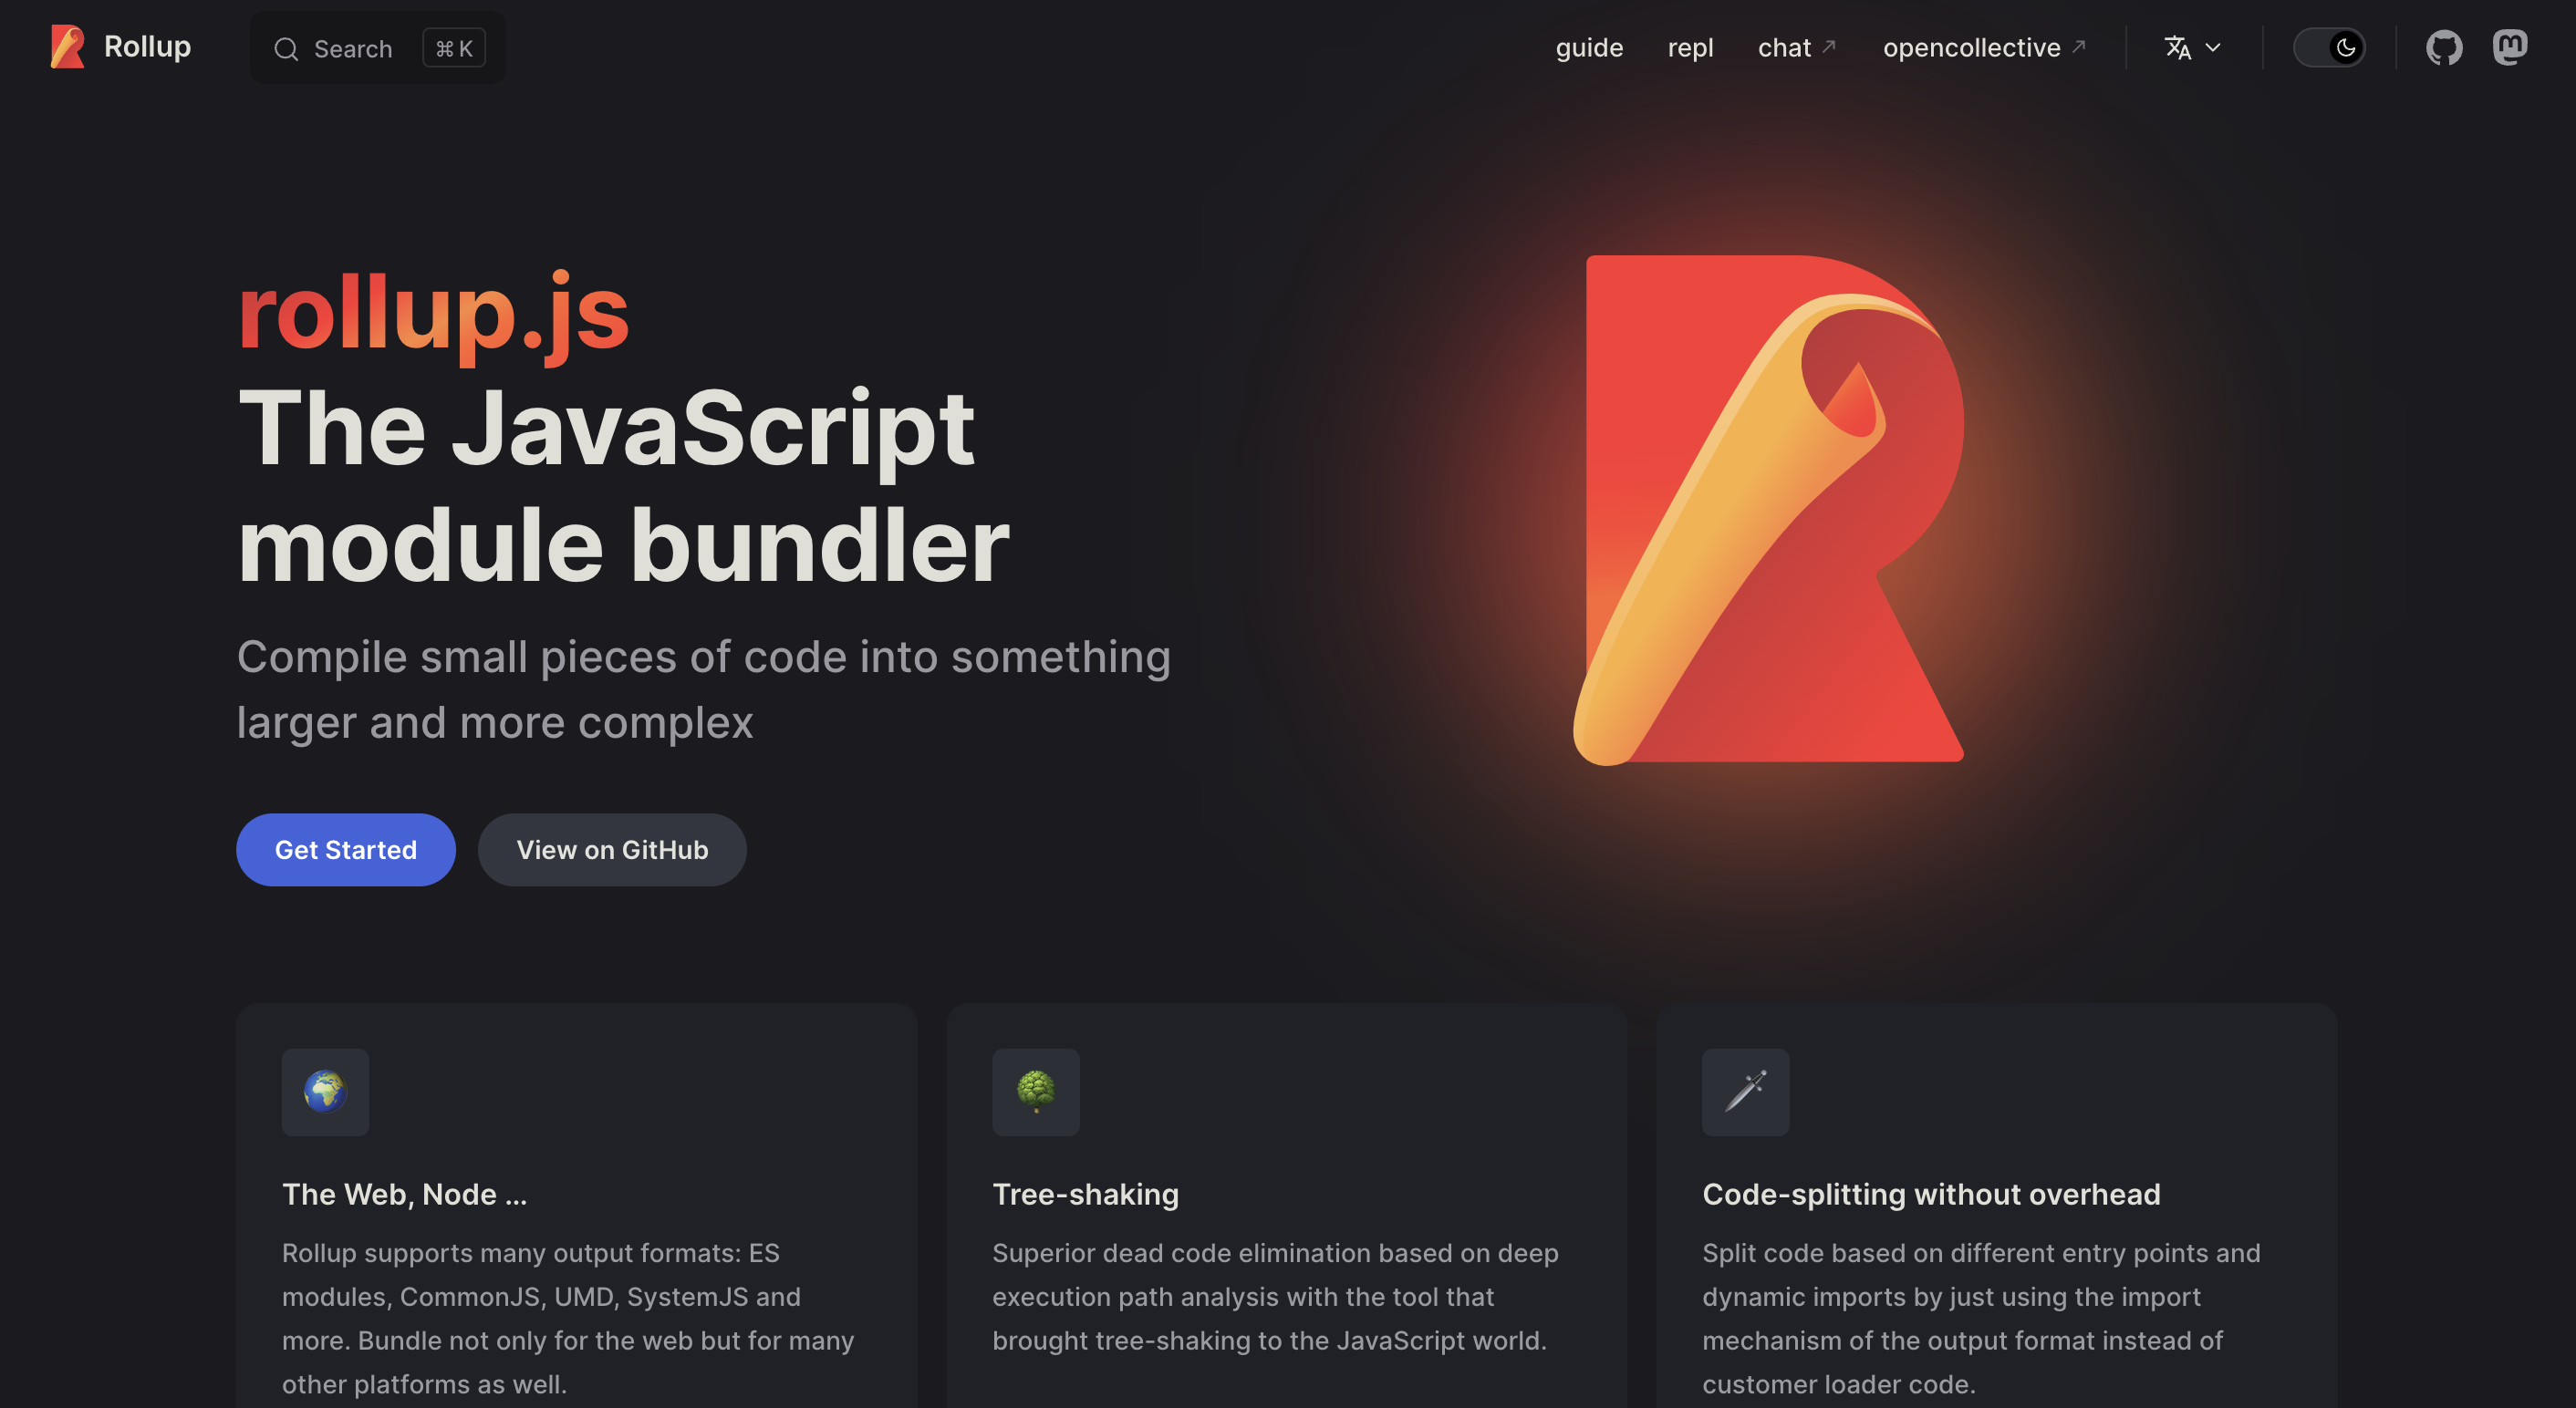 Rollup
Search
⌘ K
guide
repl
chat
opencollective
rollup.js
The JavaScript
module bundler
Compile small pieces of code into something
larger and more complex
Get Started
View on GitHub
The Web, Node ...
Rollup supports many output formats: ES
modules, CommonJS, UMD, SystemJS and
more. Bundle not only for the web but for many
other platforms as well.
Tree-shaking
Superior dead code elimination based on deep
execution path analysis with the tool that
brought tree-shaking to the JavaScript world.
Code-splitting without overhead
Split code based on different entry points and
dynamic imports by just using the import
mechanism of the output format instead of
customer loader code.